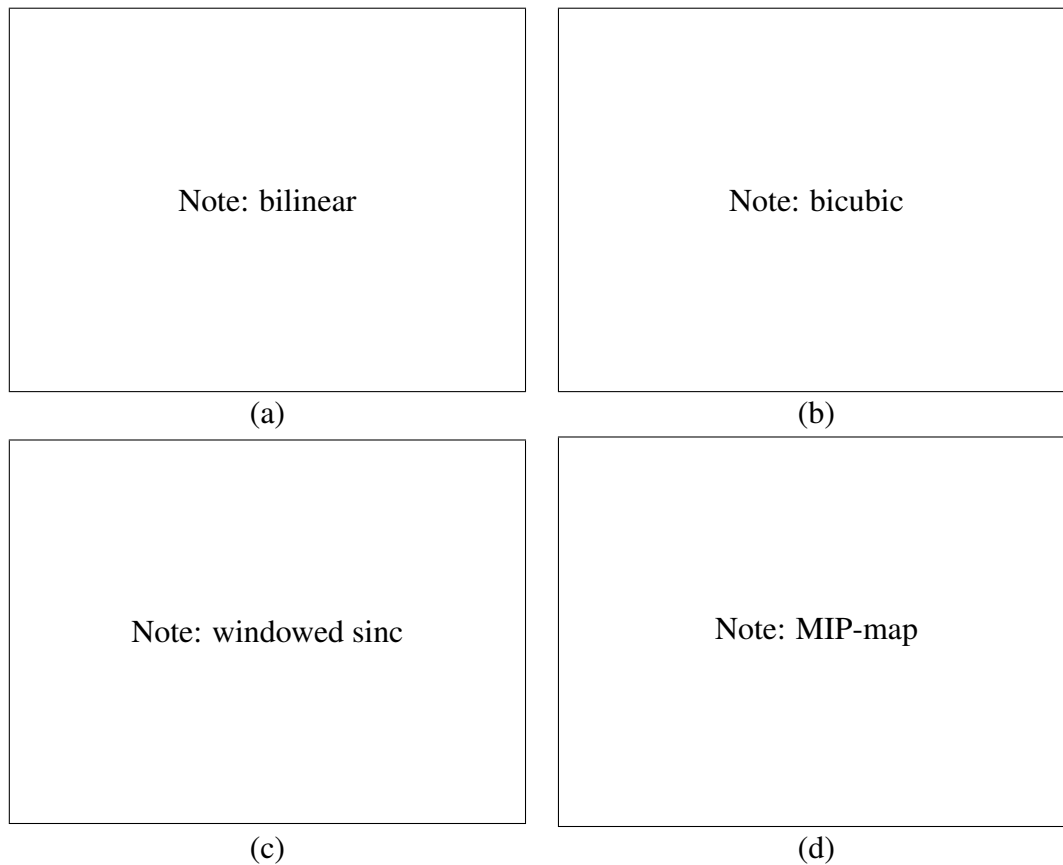 Note: bilinear
Note: bicubic
(a)
(b)
Note: windowed sinc
Note: MIP-map
(c)
(d)